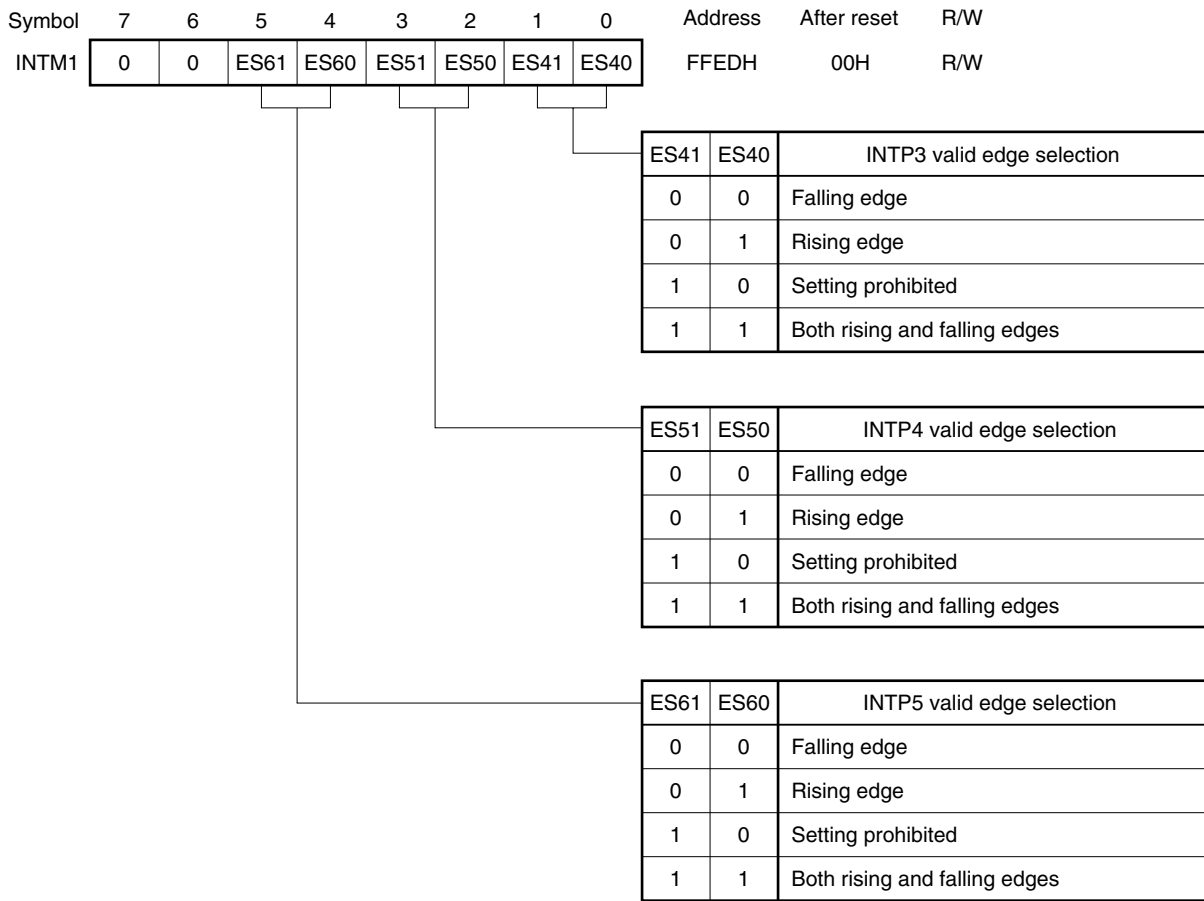 Symbol 7 6 5 4 3 2 1 0 Address After reset R/W
INTM1 0 0 ES61 ES60 ES51 ES50 ES41 ES40 FFEDH 00H R/W
ES41 ES40 INTP3 valid edge selection
0 0 Falling edge
0 1 Rising edge
1 0 Setting prohibited
1 1 Both rising and falling edges
ES51 ES50 INTP4 valid edge selection
0 0 Falling edge
0 1 Rising edge
1 0 Setting prohibited
1 1 Both rising and falling edges
ES61 ES60 INTP5 valid edge selection
0 0 Falling edge
0 1 Rising edge
1 0 Setting prohibited
1 1 Both rising and falling edges